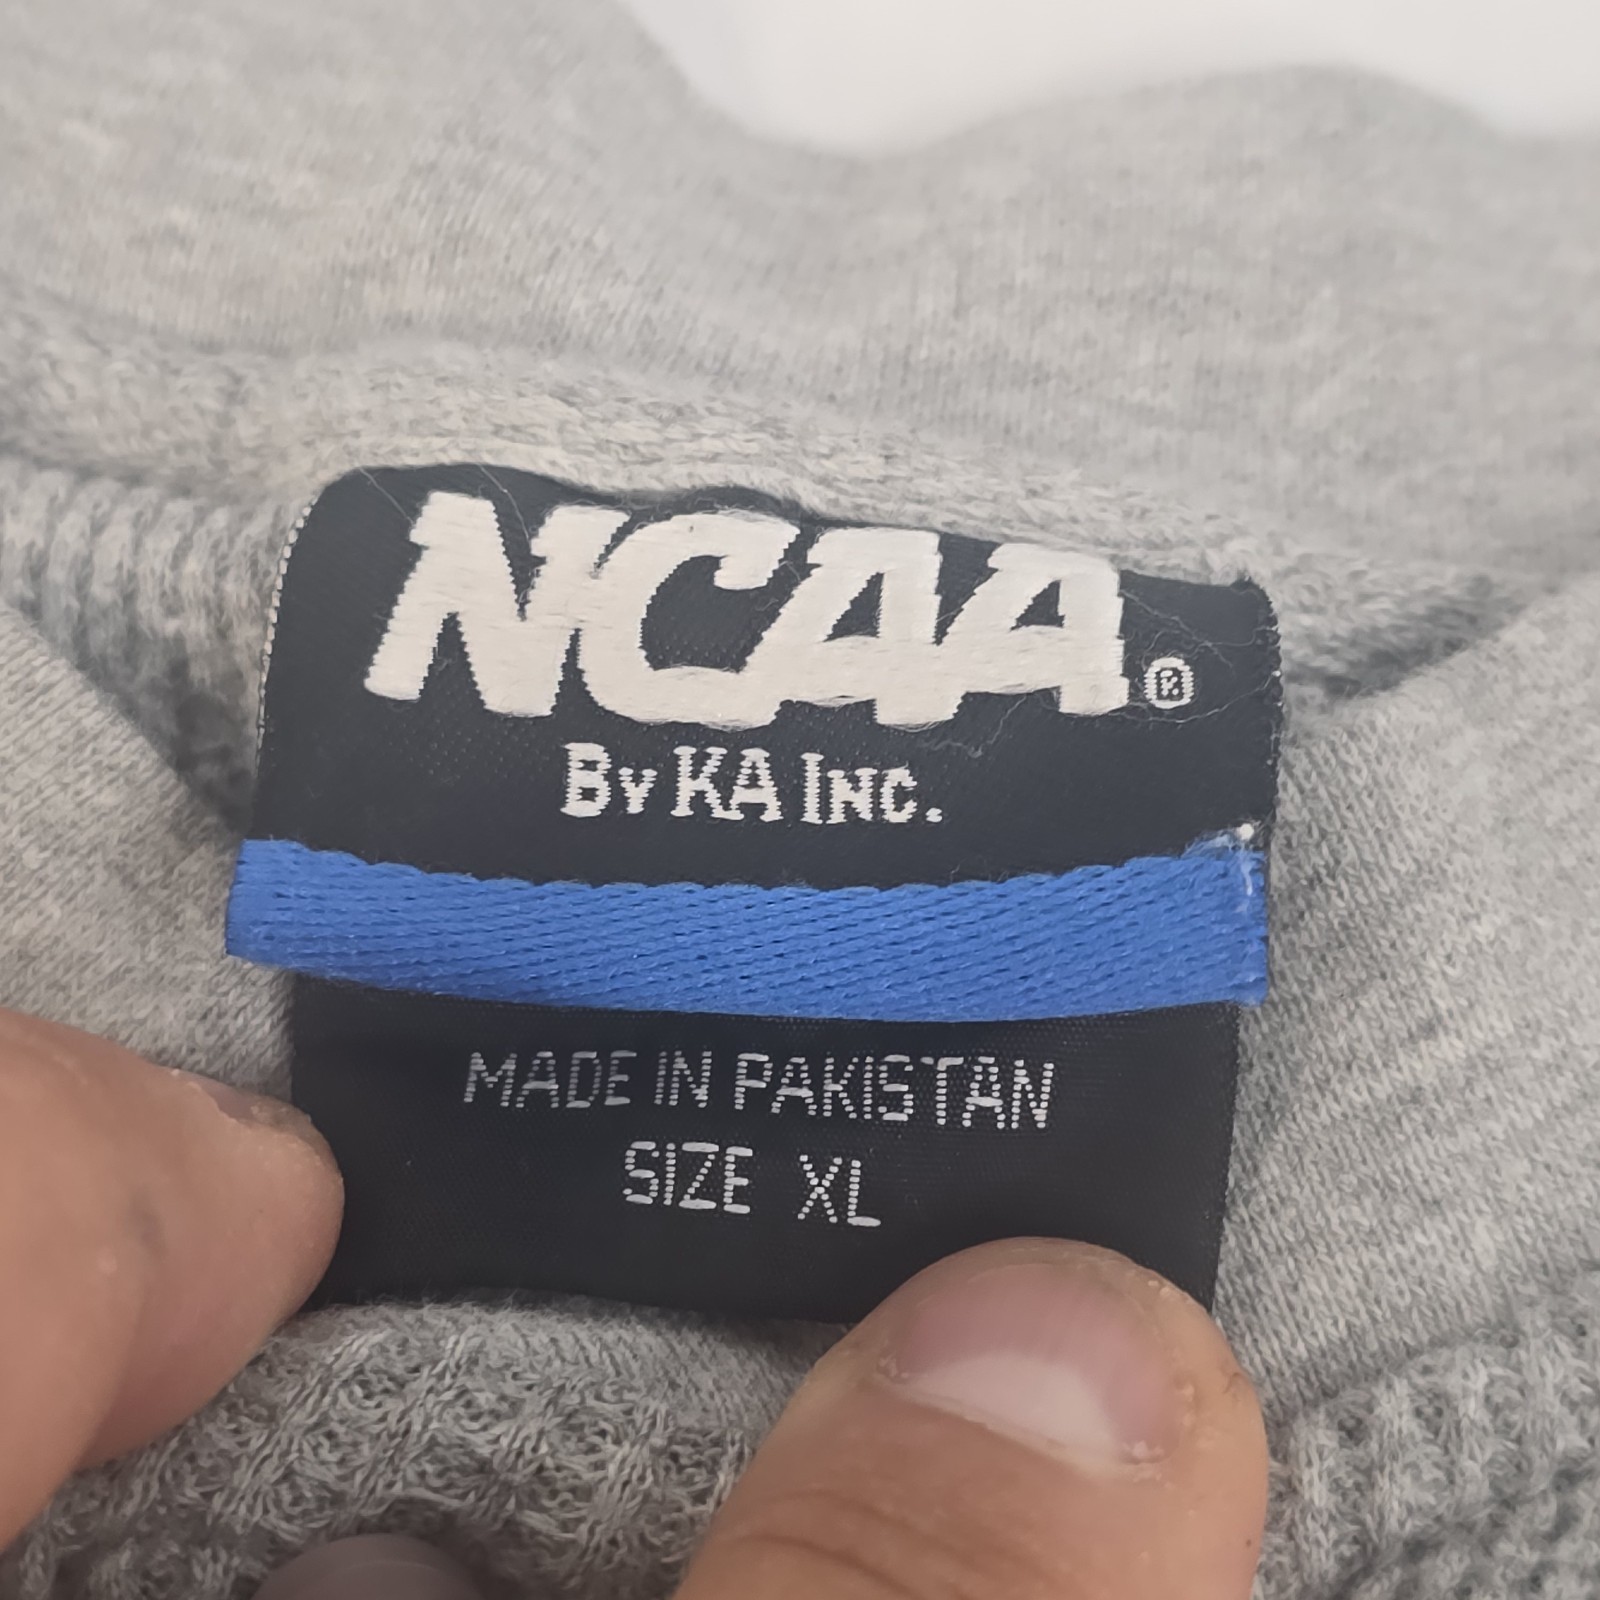 NCAA®
By KA Inc.
MADE IN PAKISTAN
SIZE XL